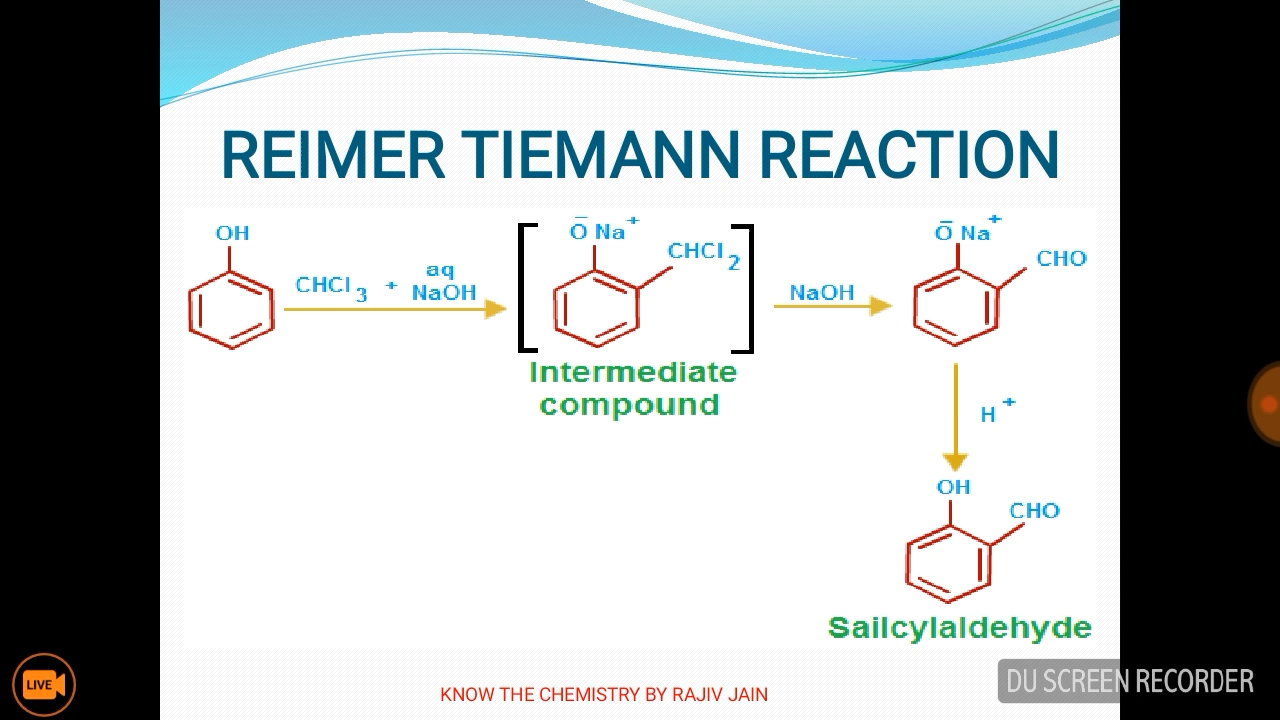 REIMER TIEMANN REACTION
OH
CHCl3 + aq NaOH
Ō Na+
CHCl2
Intermediate
compound
NaOH
Ō Na+
CHO
H+
OH
CHO
Sailcylaldehyde
LIVE
KNOW THE CHEMISTRY BY RAJIV JAIN
DU SCREEN RECORDER